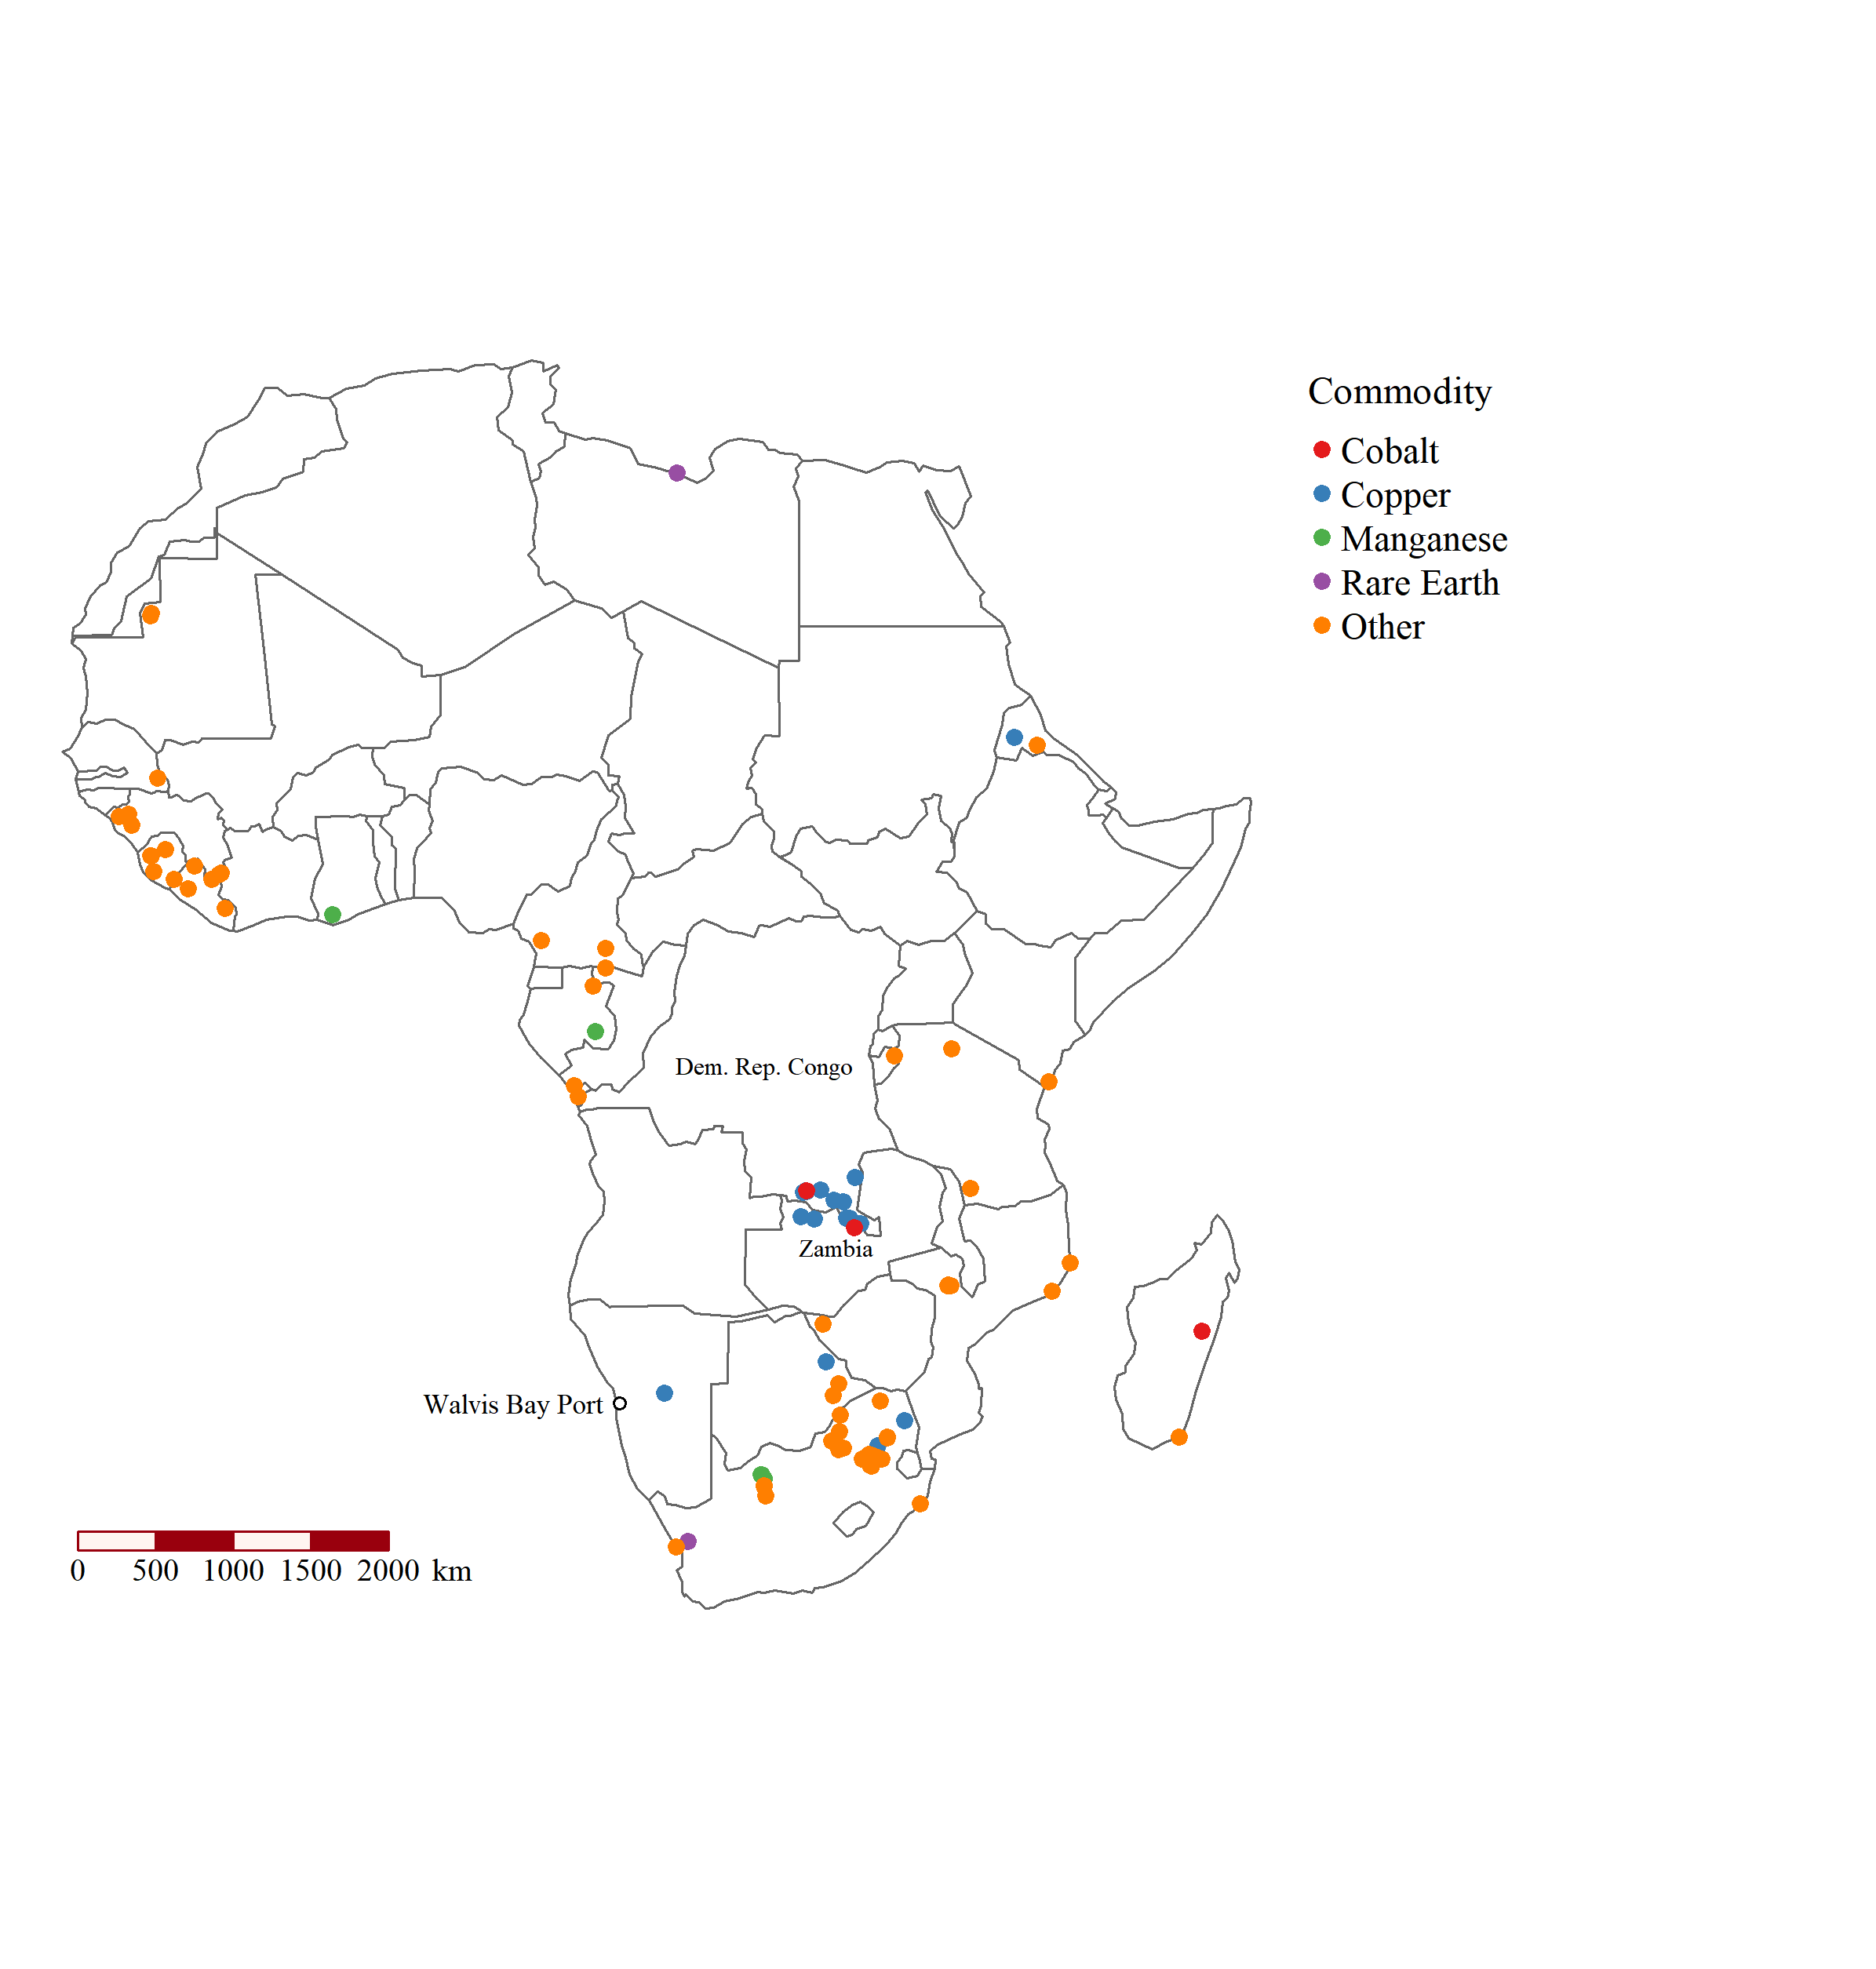 Commodity
Cobalt
Copper
Manganese
Rare Earth
Other
Dem. Rep. Congo
Zambia
Walvis Bay Port
0 500 1000 1500 2000 km